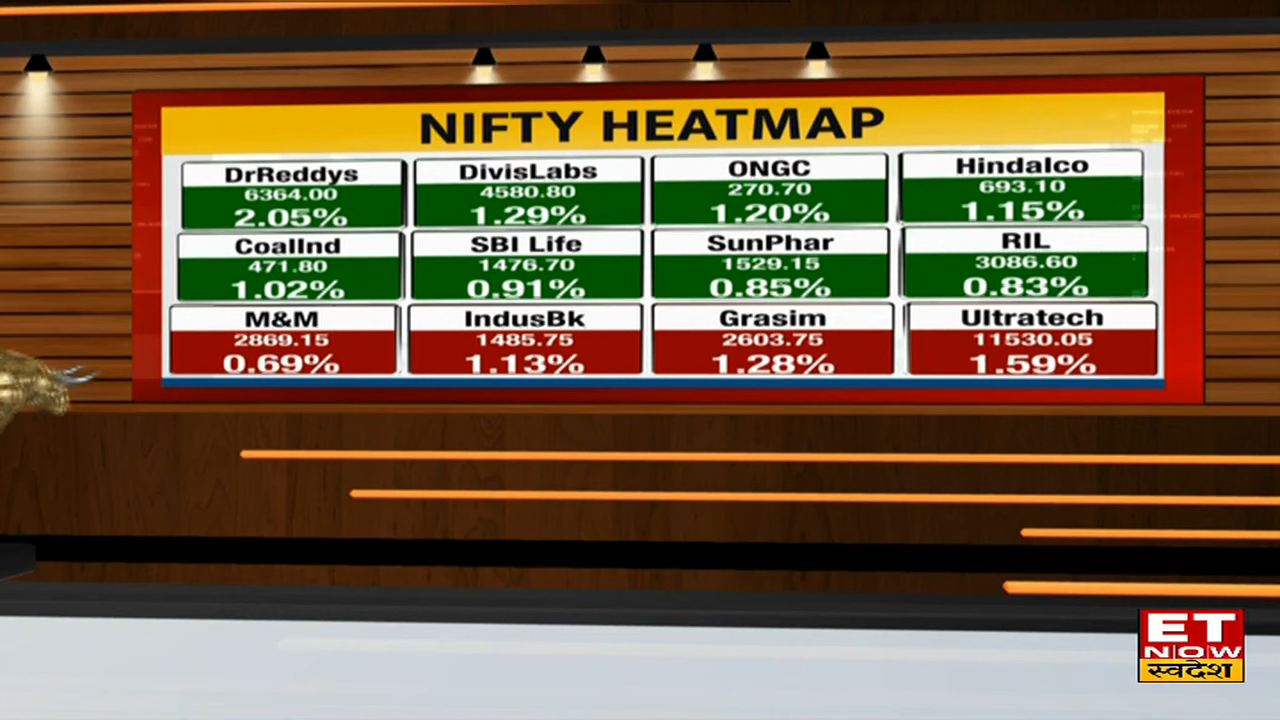 NIFTY HEATMAP
DrReddys DivisLabs ONGC Hindalco
6364.00 4580.80 270.70 693.10
2.05% 1.29% 1.20% 1.15%
CoalInd SBI Life SunPhar RIL
471.80 1476.70 1529.15 3086.60
1.02% 0.91% 0.85% 0.83%
M&M IndusBk Grasim Ultratech
2869.15 1485.75 2603.75 11530.05
0.69% 1.13% 1.28% 1.59%
ET
NOW
स्वदेश